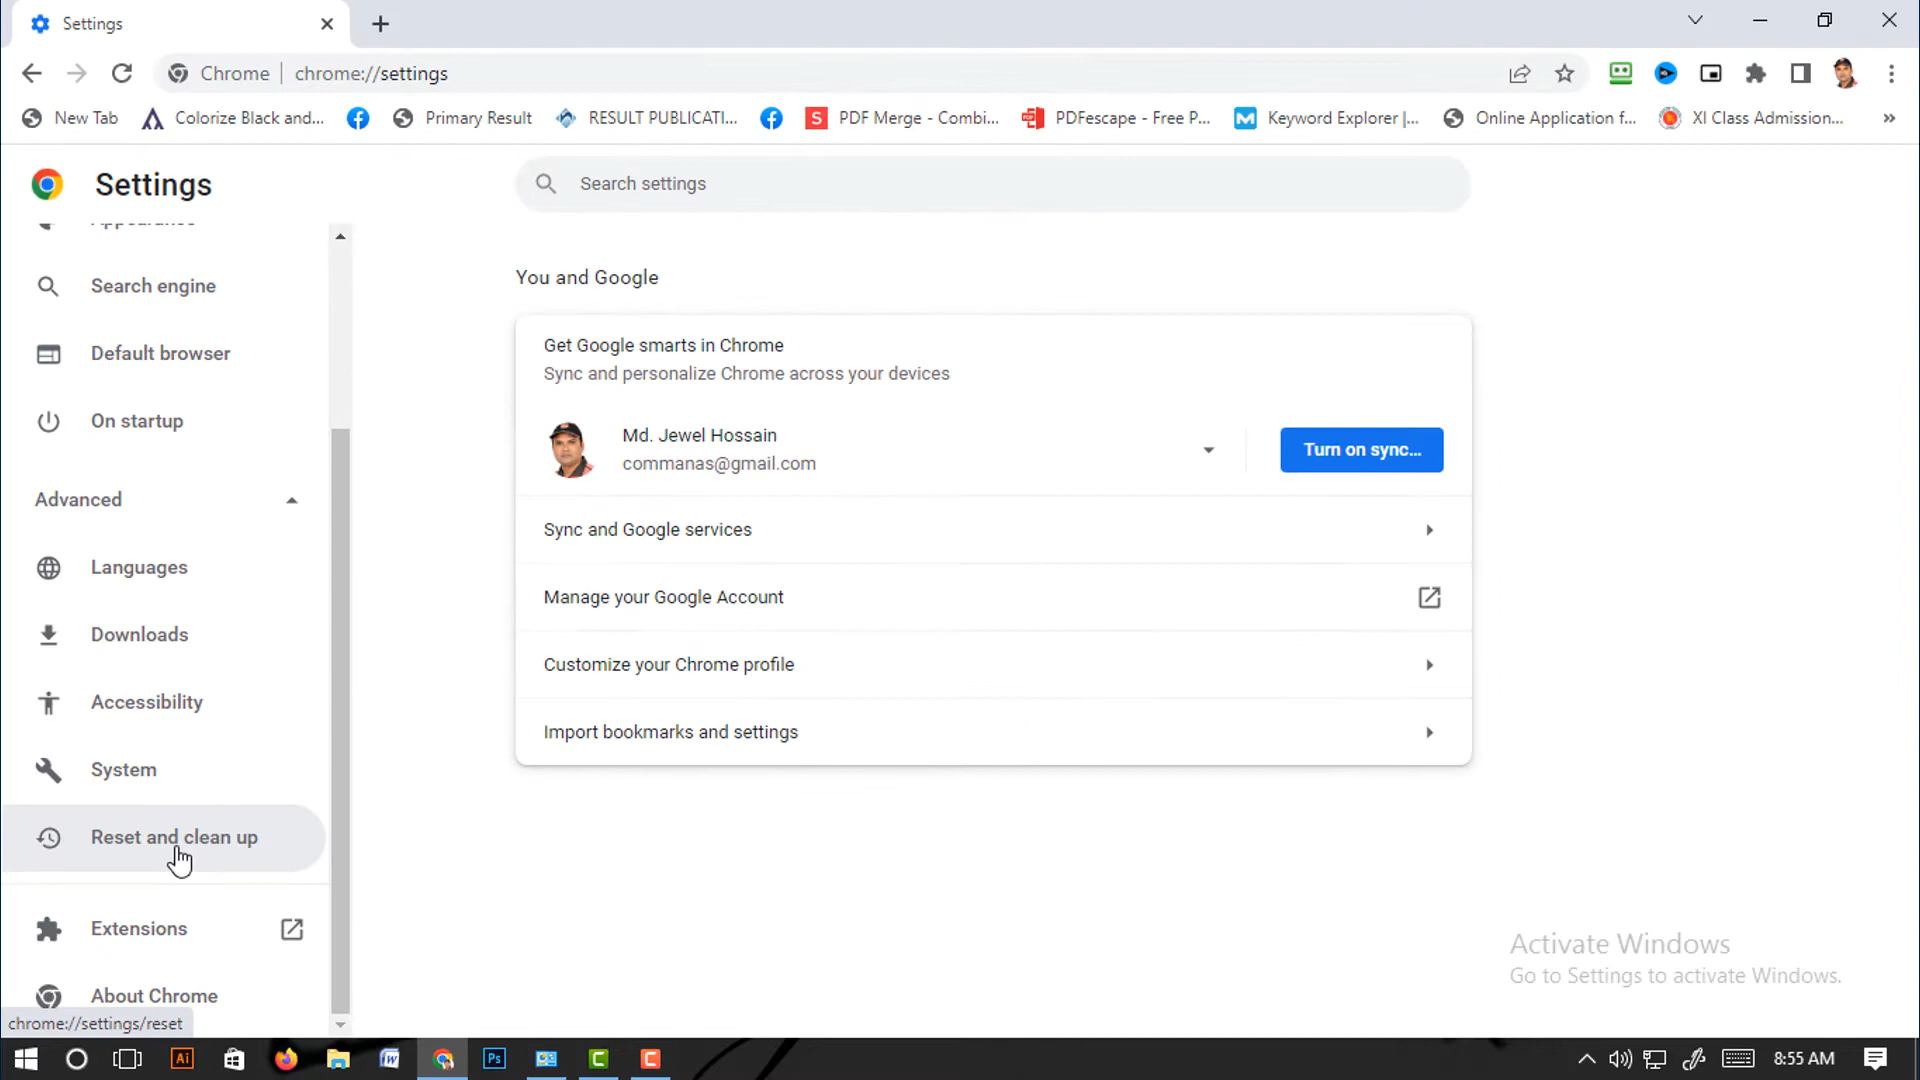 Settings
Chrome | chrome://settings
New Tab
Colorize Black and...
Primary Result
RESULT PUBLICATI...
S PDF Merge - Combi...
PDFescape - Free P...
Keyword Explorer |...
Online Application f...
XI Class Admission...
»
Settings
Search settings
Appearance
Search engine
Default browser
On startup
Advanced
Languages
Downloads
Accessibility
System
Reset and clean up
Extensions
About Chrome
chrome://settings/reset
You and Google
Get Google smarts in Chrome
Sync and personalize Chrome across your devices
Md. Jewel Hossain
commanas@gmail.com
Turn on sync...
Sync and Google services
Manage your Google Account
Customize your Chrome profile
Import bookmarks and settings
Activate Windows
Go to Settings to activate Windows.
Ai
Ps
8:55 AM